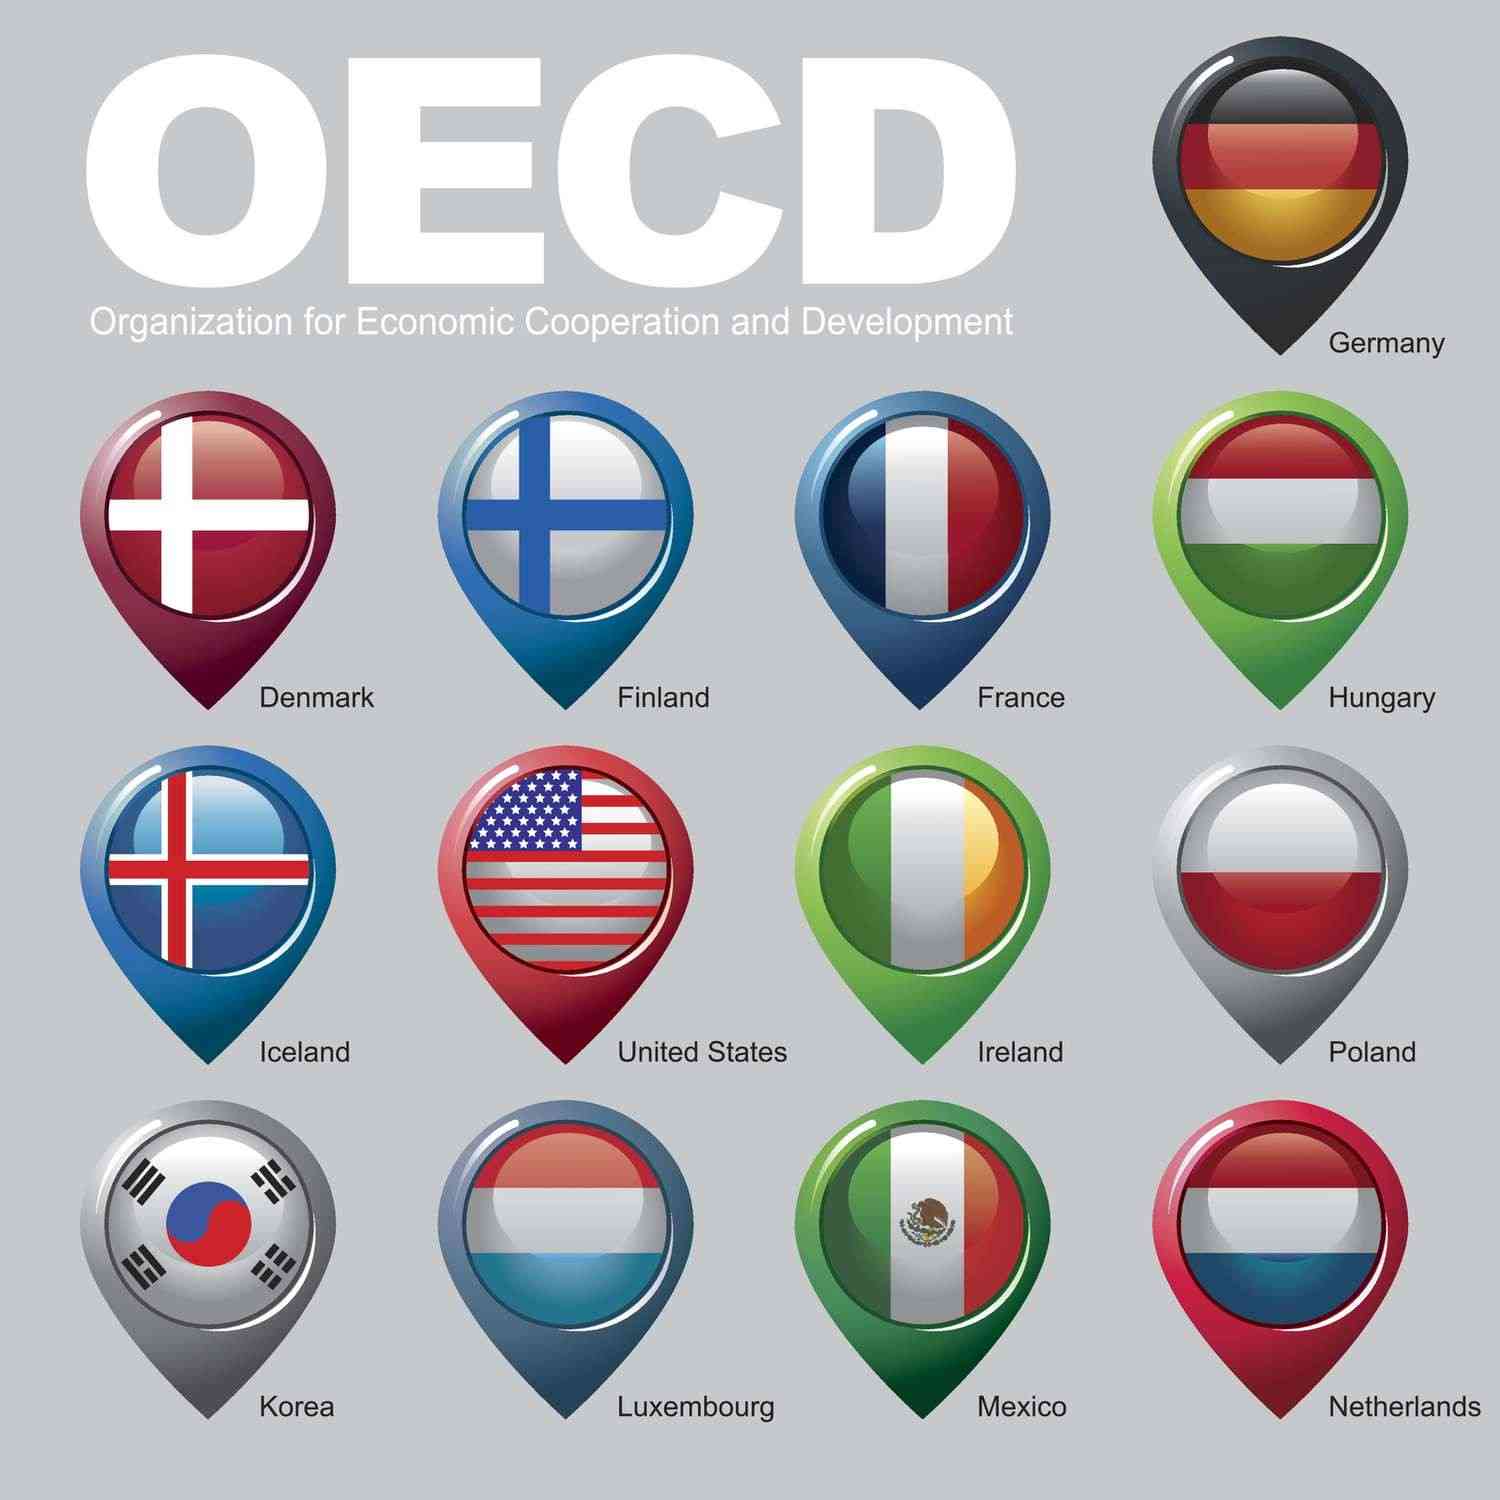 OECD
Organization for Economic Cooperation and Development
Germany
Denmark
Finland
France
Hungary
Iceland
United States
Ireland
Poland
Korea
Luxembourg
Mexico
Netherlands